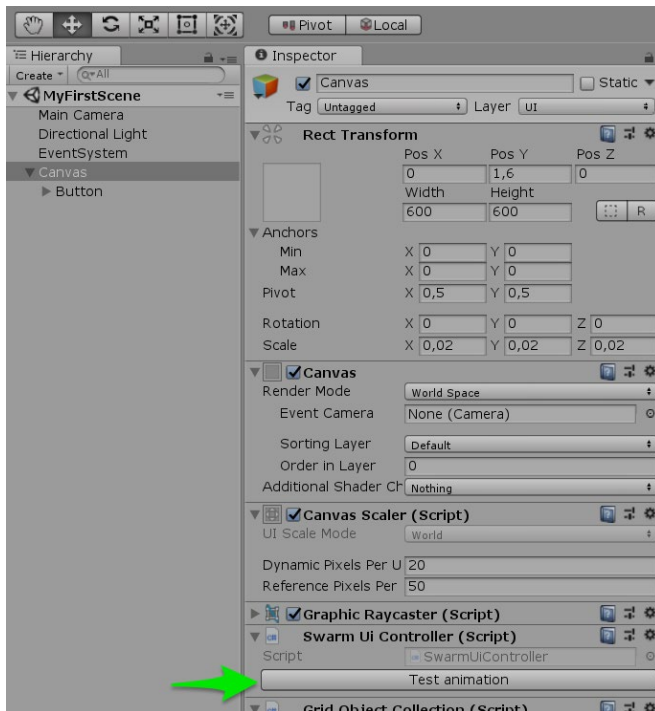 Pivot Local
Hierarchy
Create All
MyFirstScene
Main Camera
Directional Light
EventSystem
Canvas
Button
Inspector
Canvas Static
Tag Untagged Layer UI
Rect Transform
Pos X Pos Y Pos Z
0 1,6 0
Width Height
600 600 R
Anchors
Min X 0 Y 0
Max X 0 Y 0
Pivot X 0,5 Y 0,5
Rotation X 0 Y 0 Z 0
Scale X 0,02 Y 0,02 Z 0,02
Canvas
Render Mode World Space
Event Camera None (Camera)
Sorting Layer Default
Order in Layer 0
Additional Shader Ch Nothing
Canvas Scaler (Script)
UI Scale Mode World
Dynamic Pixels Per U 20
Reference Pixels Per 50
Graphic Raycaster (Script)
Swarm Ui Controller (Script)
Script SwarmUiController
Test animation
Grid Object Collection (Script)